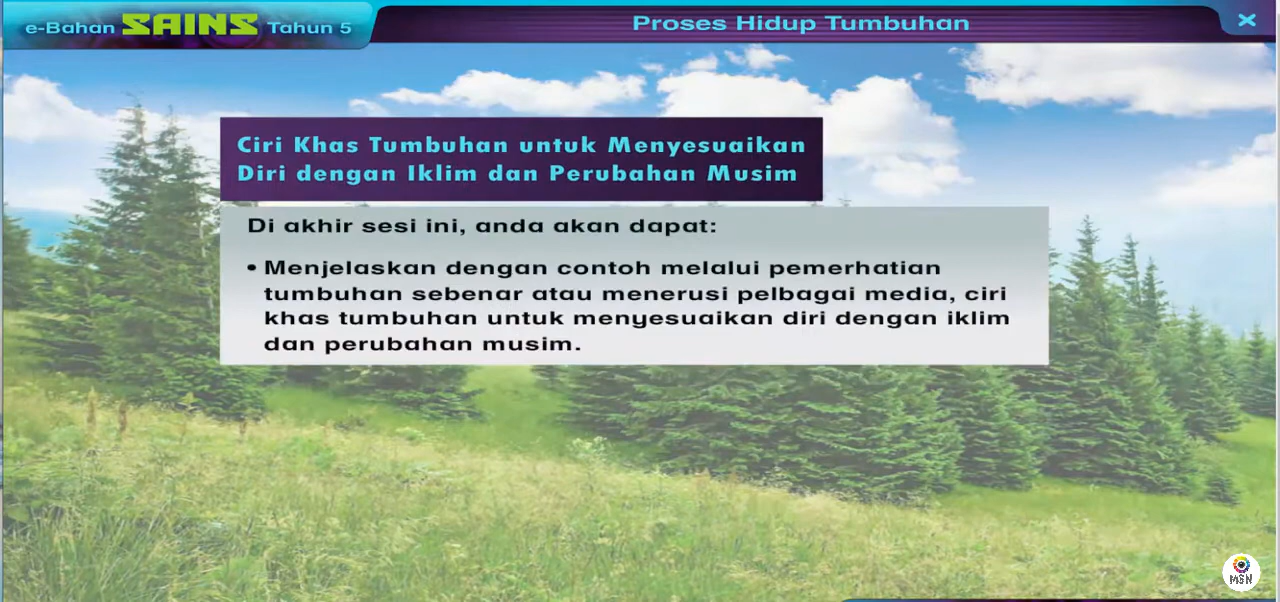 e-Bahan SAINS Tahun 5
Proses Hidup Tumbuhan
Ciri Khas Tumbuhan untuk Menyesuaikan
Diri dengan Iklim dan Perubahan Musim
Di akhir sesi ini, anda akan dapat:
• Menjelaskan dengan contoh melalui pemerhatian
tumbuhan sebenar atau menerusi pelbagai media, ciri
khas tumbuhan untuk menyesuaikan diri dengan iklim
dan perubahan musim.
MSN